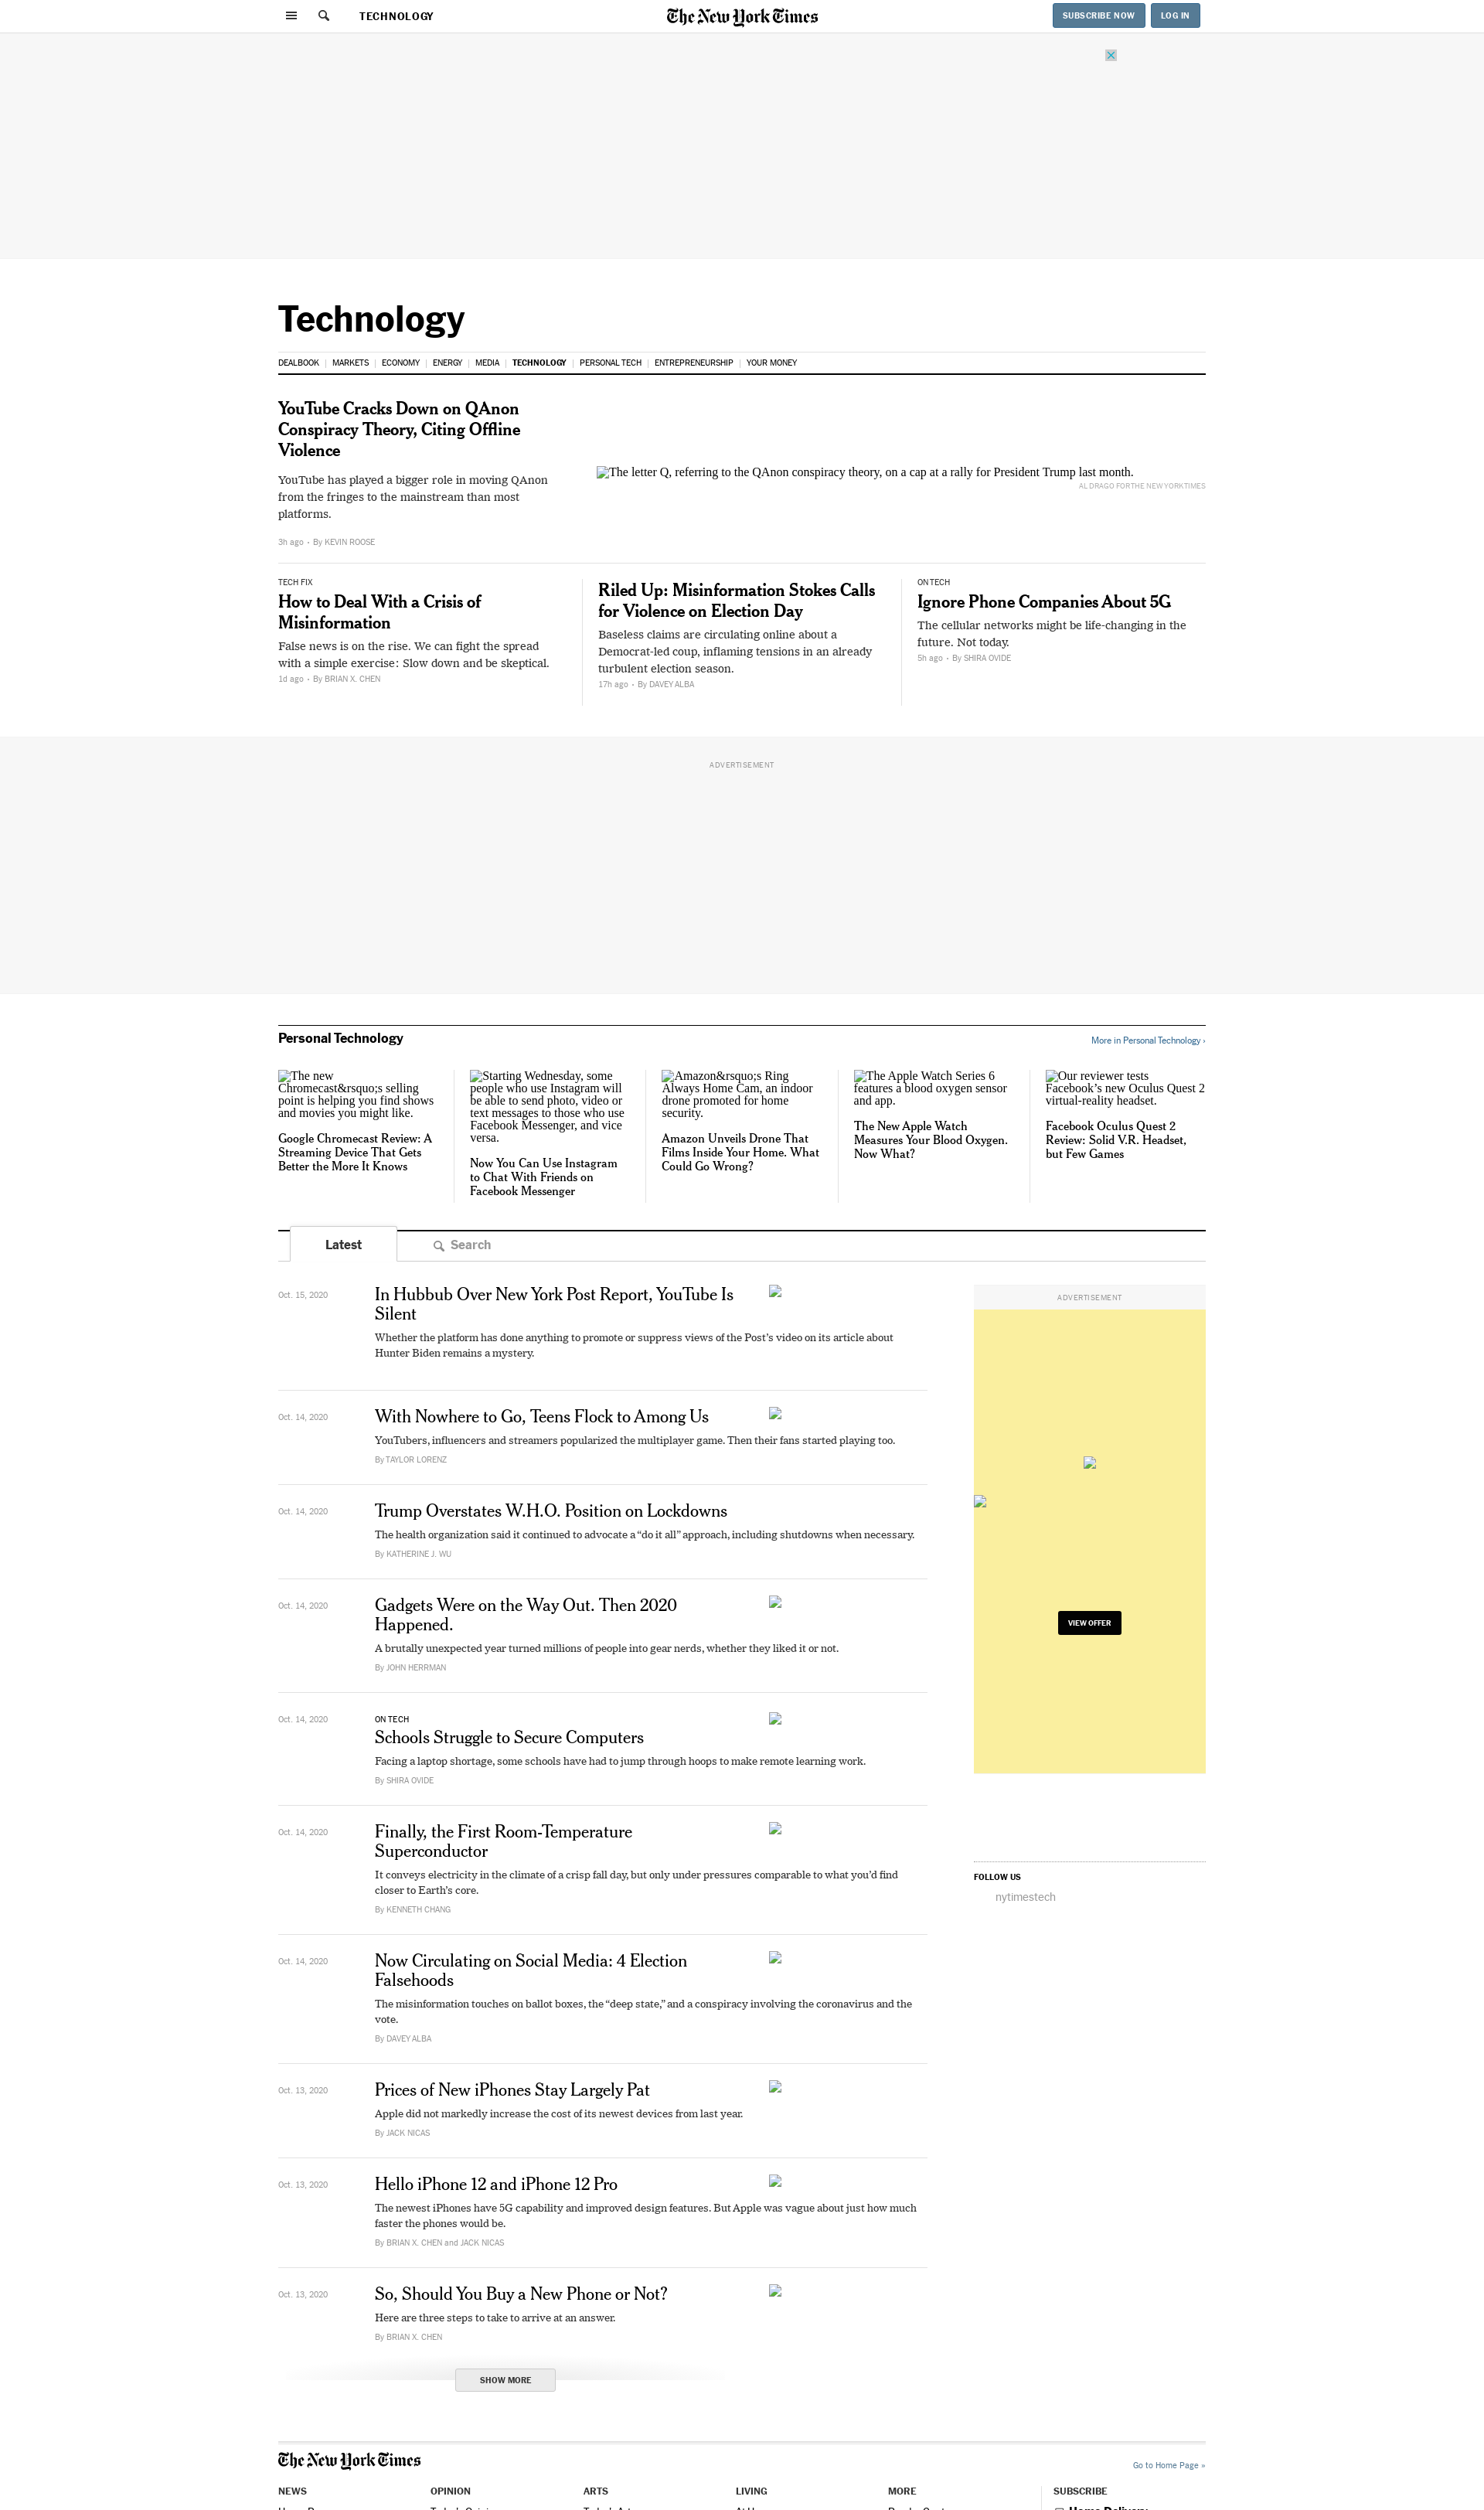 TECHNOLOGY
The New York Times
SUBSCRIBE NOW
LOG IN
Technology
DEALBOOK | MARKETS | ECONOMY | ENERGY | MEDIA | TECHNOLOGY | PERSONAL TECH | ENTREPRENEURSHIP | YOUR MONEY
YouTube Cracks Down on QAnon
Conspiracy Theory, Citing Offline
Violence
YouTube has played a bigger role in moving QAnon
from the fringes to the mainstream than most
platforms.
3h ago • By KEVIN ROOSE
The letter Q, referring to the QAnon conspiracy theory, on a cap at a rally for President Trump last month.
AL DRAGO FOR THE NEW YORK TIMES
TECH FIX
How to Deal With a Crisis of
Misinformation
False news is on the rise. We can fight the spread
with a simple exercise: Slow down and be skeptical.
1d ago • By BRIAN X. CHEN
Riled Up: Misinformation Stokes Calls
for Violence on Election Day
Baseless claims are circulating online about a
Democrat-led coup, inflaming tensions in an already
turbulent election season.
17h ago • By DAVEY ALBA
ON TECH
Ignore Phone Companies About 5G
The cellular networks might be life-changing in the
future. Not today.
5h ago • By SHIRA OVIDE
ADVERTISEMENT
Personal Technology
More in Personal Technology ›
The new
Chromecast&rsquo;s selling
point is helping you find shows
and movies you might like.
Google Chromecast Review: A
Streaming Device That Gets
Better the More It Knows
Starting Wednesday, some
people who use Instagram will
be able to send photo, video or
text messages to those who use
Facebook Messenger, and vice
versa.
Now You Can Use Instagram
to Chat With Friends on
Facebook Messenger
Amazon&rsquo;s Ring
Always Home Cam, an indoor
drone promoted for home
security.
Amazon Unveils Drone That
Films Inside Your Home. What
Could Go Wrong?
The Apple Watch Series 6
features a blood oxygen sensor
and app.
The New Apple Watch
Measures Your Blood Oxygen.
Now What?
Our reviewer tests
Facebook's new Oculus Quest 2
virtual-reality headset.
Facebook Oculus Quest 2
Review: Solid V.R. Headset,
but Few Games
Latest
Search
Oct. 15, 2020
In Hubbub Over New York Post Report, YouTube Is
Silent
Whether the platform has done anything to promote or suppress views of the Post's video on its article about
Hunter Biden remains a mystery.
Oct. 14, 2020
With Nowhere to Go, Teens Flock to Among Us
YouTubers, influencers and streamers popularized the multiplayer game. Then their fans started playing too.
By TAYLOR LORENZ
Oct. 14, 2020
Trump Overstates W.H.O. Position on Lockdowns
The health organization said it continued to advocate a “do it all” approach, including shutdowns when necessary.
By KATHERINE J. WU
Oct. 14, 2020
Gadgets Were on the Way Out. Then 2020
Happened.
A brutally unexpected year turned millions of people into gear nerds, whether they liked it or not.
By JOHN HERRMAN
Oct. 14, 2020
ON TECH
Schools Struggle to Secure Computers
Facing a laptop shortage, some schools have had to jump through hoops to make remote learning work.
By SHIRA OVIDE
Oct. 14, 2020
Finally, the First Room-Temperature
Superconductor
It conveys electricity in the climate of a crisp fall day, but only under pressures comparable to what you'd find
closer to Earth's core.
By KENNETH CHANG
Oct. 14, 2020
Now Circulating on Social Media: 4 Election
Falsehoods
The misinformation touches on ballot boxes, the “deep state,” and a conspiracy involving the coronavirus and the
vote.
By DAVEY ALBA
Oct. 13, 2020
Prices of New iPhones Stay Largely Pat
Apple did not markedly increase the cost of its newest devices from last year.
By JACK NICAS
Oct. 13, 2020
Hello iPhone 12 and iPhone 12 Pro
The newest iPhones have 5G capability and improved design features. But Apple was vague about just how much
faster the phones would be.
By BRIAN X. CHEN and JACK NICAS
Oct. 13, 2020
So, Should You Buy a New Phone or Not?
Here are three steps to take to arrive at an answer.
By BRIAN X. CHEN
SHOW MORE
ADVERTISEMENT
VIEW OFFER
FOLLOW US
nytimestech
The New York Times
Go to Home Page »
NEWS
OPINION
ARTS
LIVING
MORE
SUBSCRIBE